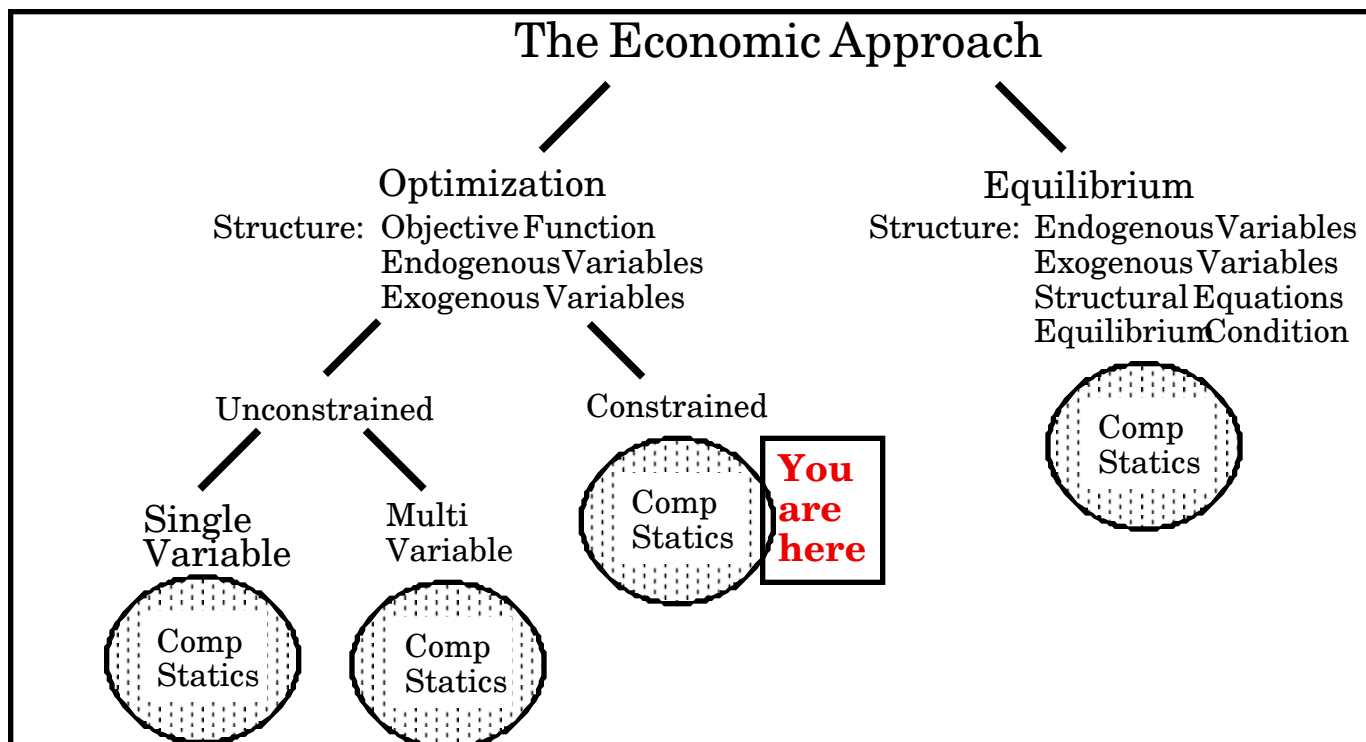 The Economic Approach
Optimization
Structure: Objective Function
Endogenous Variables
Exogenous Variables
Equilibrium
Structure: Endogenous Variables
Exogenous Variables
Structural Equations
Equilibrium Condition
Unconstrained
Constrained
Single
Variable
Multi
Variable
Comp
Statics
Comp
Statics
Comp
Statics
You
are
here
Comp
Statics